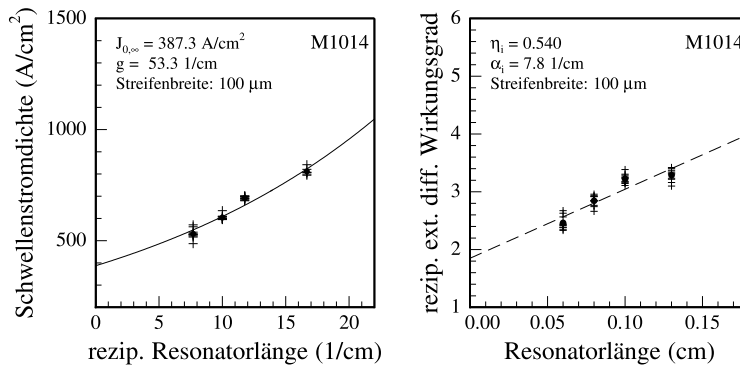 1500
1000
500
Schwellenstromdichte (A/cm²)
J₀,∞ = 387.3 A/cm²
g = 53.3 1/cm
Streifenbreite: 100 μm
M1014
0 5 10 15 20
rezip. Resonatorlänge (1/cm)
6
5
4
3
2
1
rezip. ext. diff. Wirkungsgrad
ηᵢ = 0.540
αᵢ = 7.8 1/cm
Streifenbreite: 100 μm
M1014
0.00 0.05 0.10 0.15
Resonatorlänge (cm)